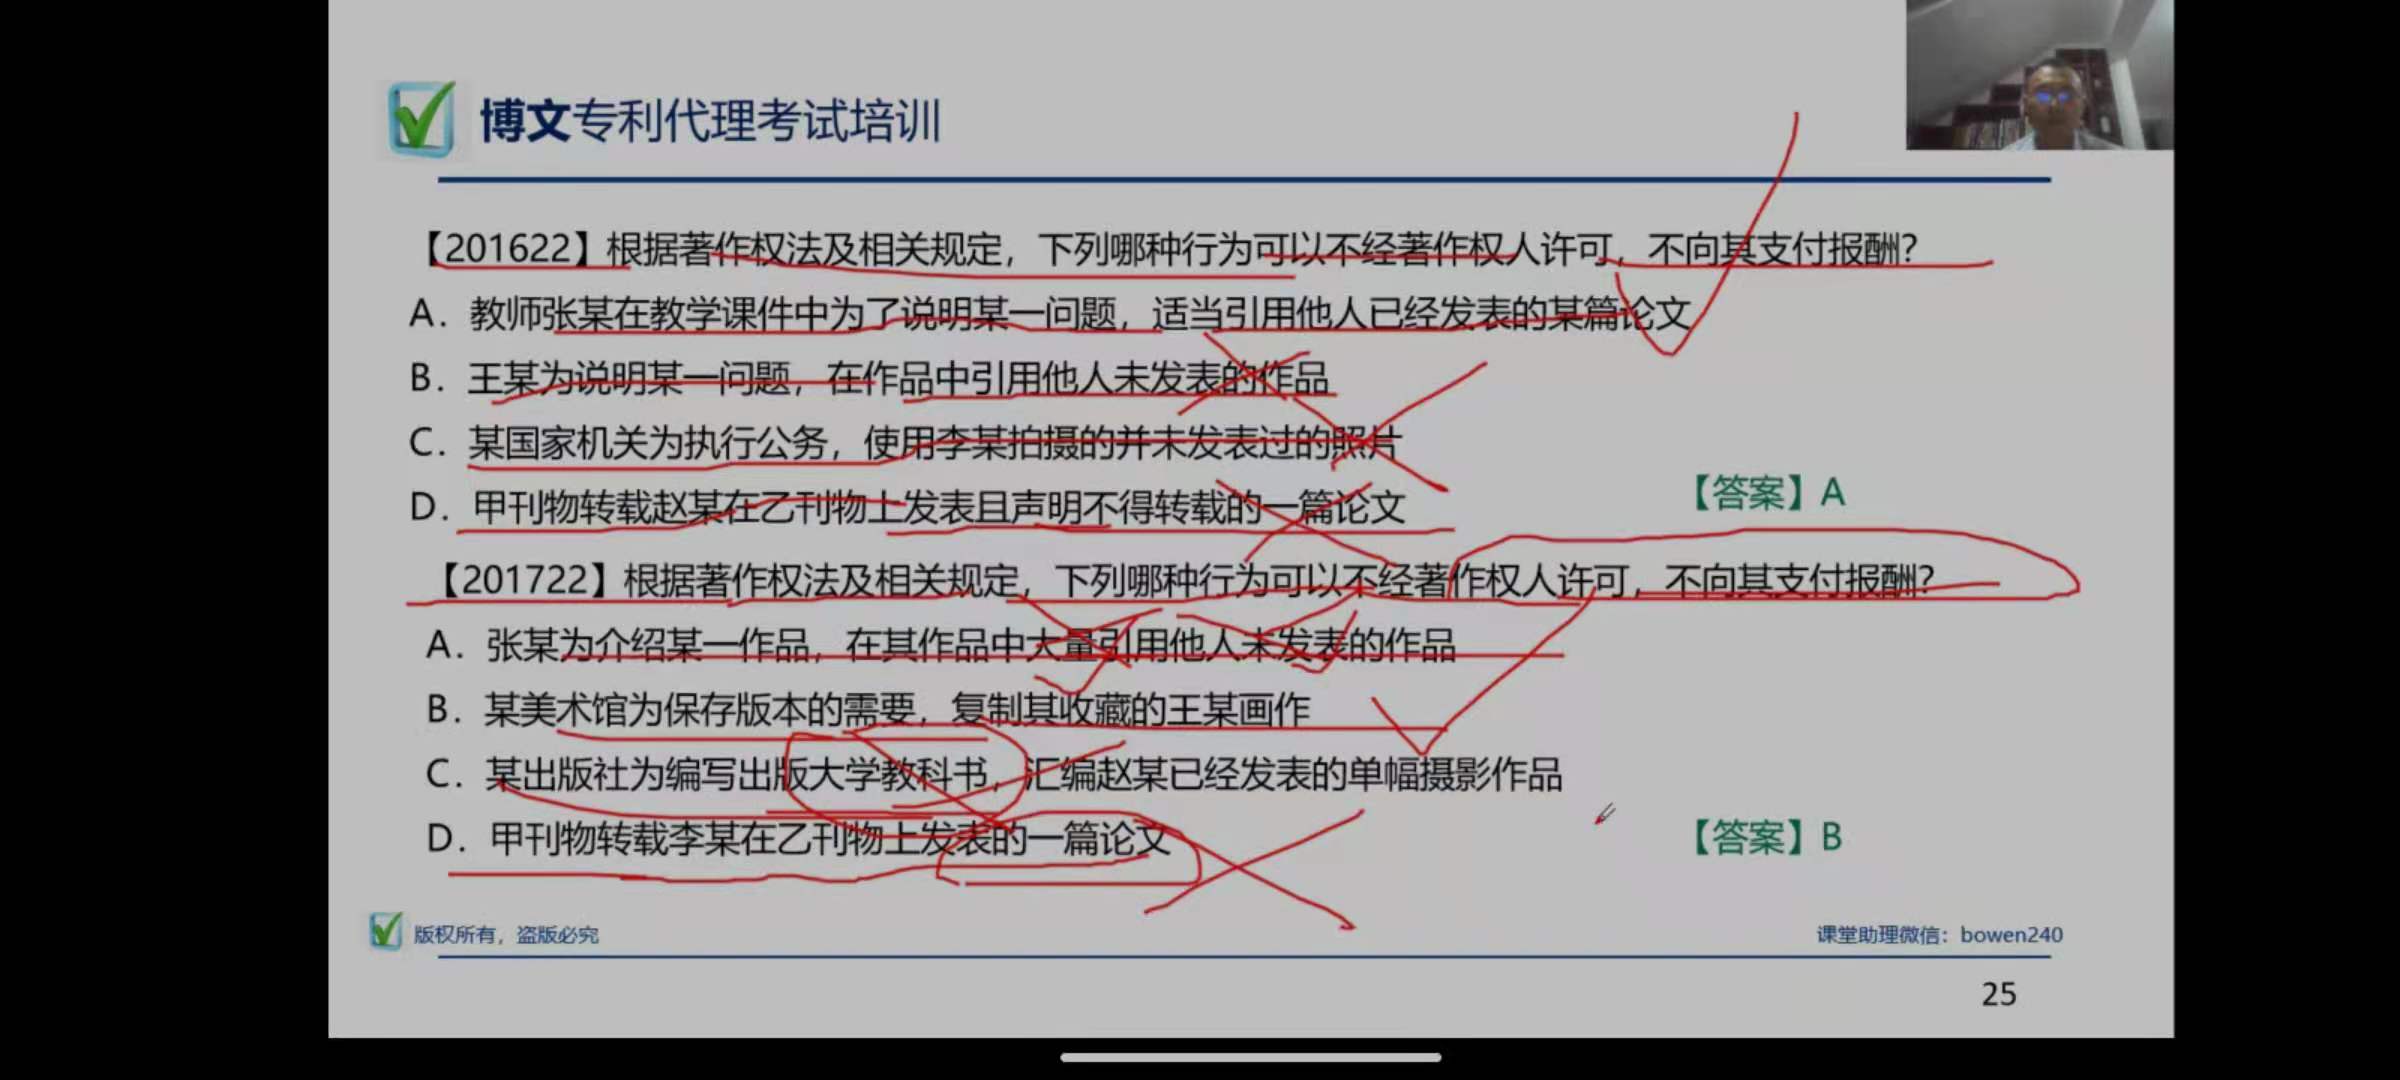 博文专利代理考试培训
【201622】根据著作权法及相关规定，下列哪种行为可以不经著作权人许可，不向其支付报酬？
A．教师张某在教学课件中为了说明某一问题，适当引用他人已经发表的某篇论文
B．王某为说明某一问题，在作品中引用他人未发表的作品
C．某国家机关为执行公务，使用李某拍摄的并未发表过的照片
D．甲刊物转载赵某在乙刊物上发表且声明不得转载的一篇论文
【答案】A
【201722】根据著作权法及相关规定，下列哪种行为可以不经著作权人许可，不向其支付报酬？
A．张某为介绍某一作品，在其作品中大量引用他人未发表的作品
B．某美术馆为保存版本的需要，复制其收藏的王某画作
C．某出版社为编写出版大学教科书，汇编赵某已经发表的单幅摄影作品
D．甲刊物转载李某在乙刊物上发表的一篇论文
【答案】B
版权所有，盗版必究
课堂助理微信：bowen240
25